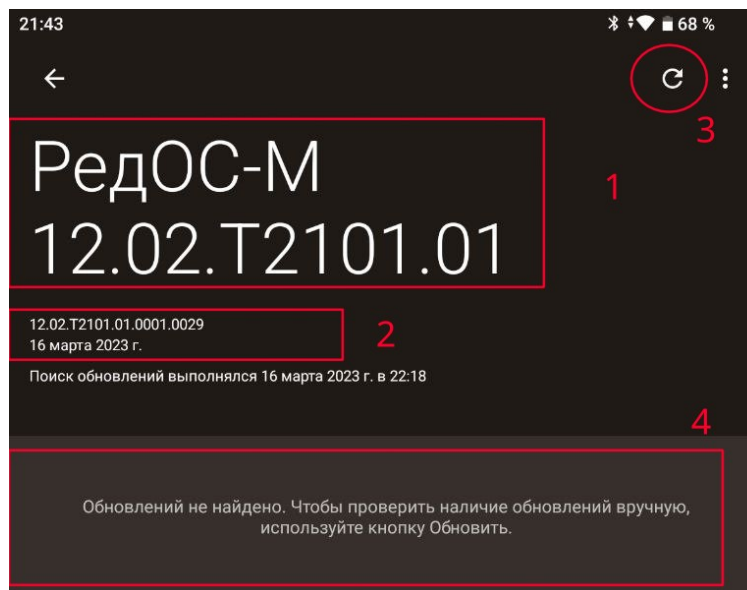 21:43
68 %
3
РедОС-М
12.02.Т2101.01
1
12.02.Т2101.01.0001.0029
16 марта 2023 г.
2
Поиск обновлений выполнялся 16 марта 2023 г. в 22:18
4
Обновлений не найдено. Чтобы проверить наличие обновлений вручную,
используйте кнопку Обновить.